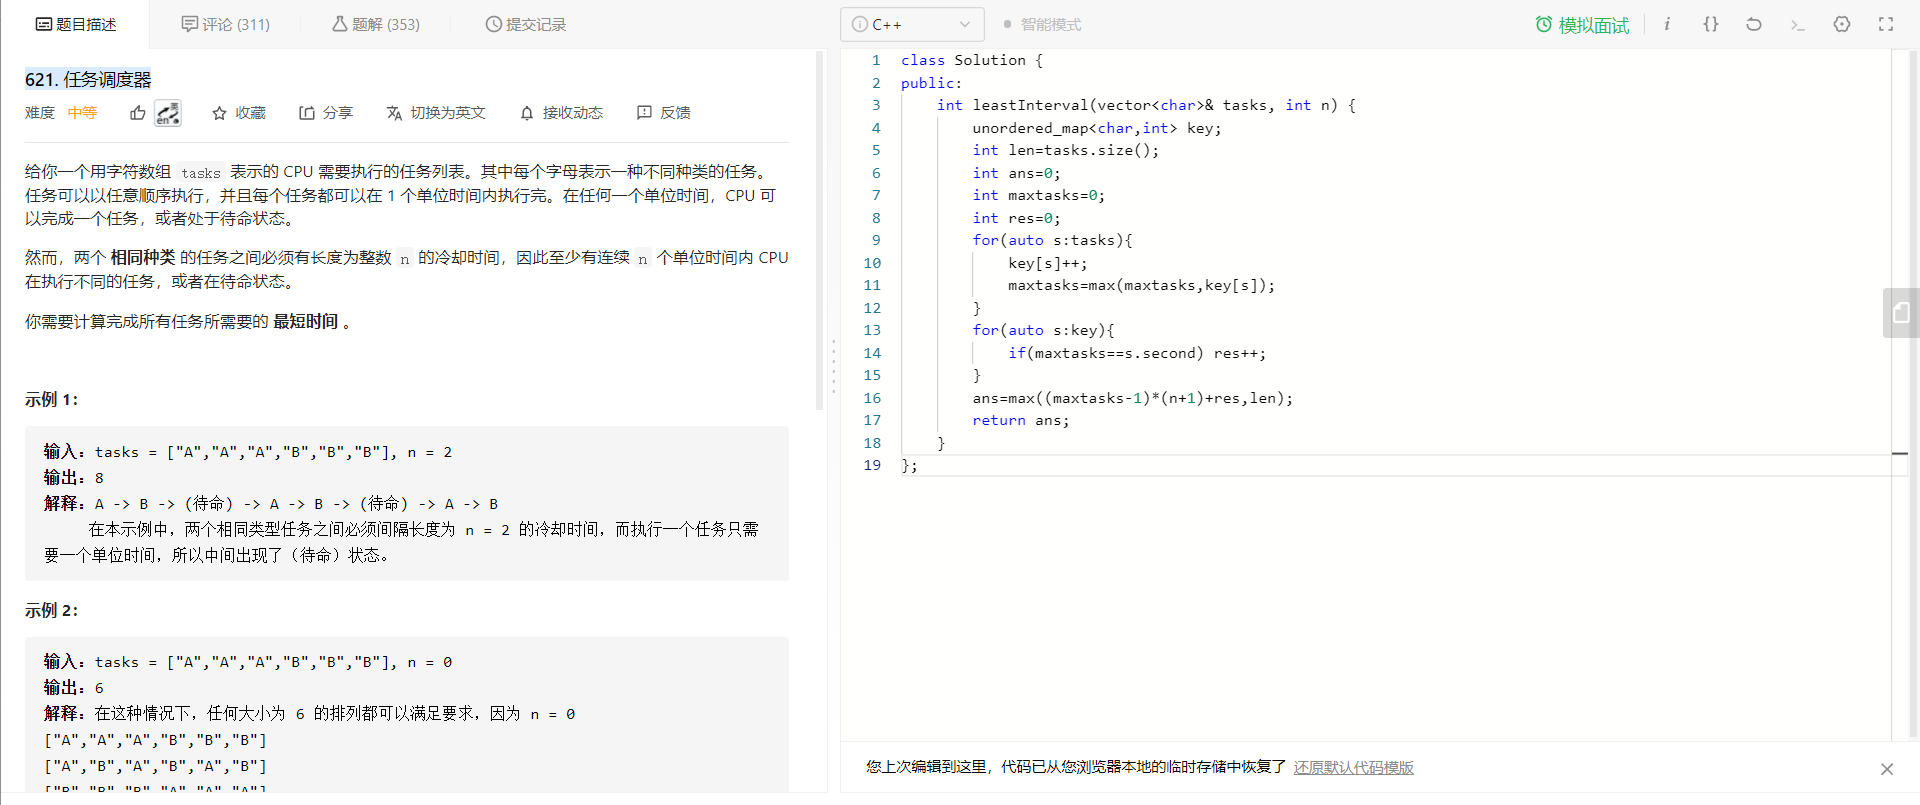 题目描述
评论 (311)
题解 (353)
提交记录
621. 任务调度器
难度 中等
收藏
分享
切换为英文
接收动态
反馈
给你一个用字符数组 tasks 表示的 CPU 需要执行的任务列表。其中每个字母表示一种不同种类的任务。
任务可以以任意顺序执行，并且每个任务都可以在 1 个单位时间内执行完。在任何一个单位时间，CPU 可
以完成一个任务，或者处于待命状态。
然而，两个 相同种类 的任务之间必须有长度为整数 n 的冷却时间，因此至少有连续 n 个单位时间内 CPU
在执行不同的任务，或者在待命状态。
你需要计算完成所有任务所需要的 最短时间 。
示例 1：
输入：tasks = ["A","A","A","B","B","B"], n = 2
输出：8
解释：A -> B -> (待命) -> A -> B -> (待命) -> A -> B
在本示例中，两个相同类型任务之间必须间隔长度为 n = 2 的冷却时间，而执行一个任务只需
要一个单位时间，所以中间出现了（待命）状态。
示例 2：
输入：tasks = ["A","A","A","B","B","B"], n = 0
输出：6
解释：在这种情况下，任何大小为 6 的排列都可以满足要求，因为 n = 0
["A","A","A","B","B","B"]
["A","B","A","B","A","B"]
["B","B","B","A","A","A"]
C++
智能模式
模拟面试
1 class Solution {
2 public:
3 int leastInterval(vector<char>& tasks, int n) {
4 unordered_map<char,int> key;
5 int len=tasks.size();
6 int ans=0;
7 int maxtasks=0;
8 int res=0;
9 for(auto s:tasks){
10 key[s]++;
11 maxtasks=max(maxtasks,key[s]);
12 }
13 for(auto s:key){
14 if(maxtasks==s.second) res++;
15 }
16 ans=max((maxtasks-1)*(n+1)+res,len);
17 return ans;
18 }
19 };
您上次编辑到这里，代码已从您浏览器本地的临时存储中恢复了 还原默认代码模版